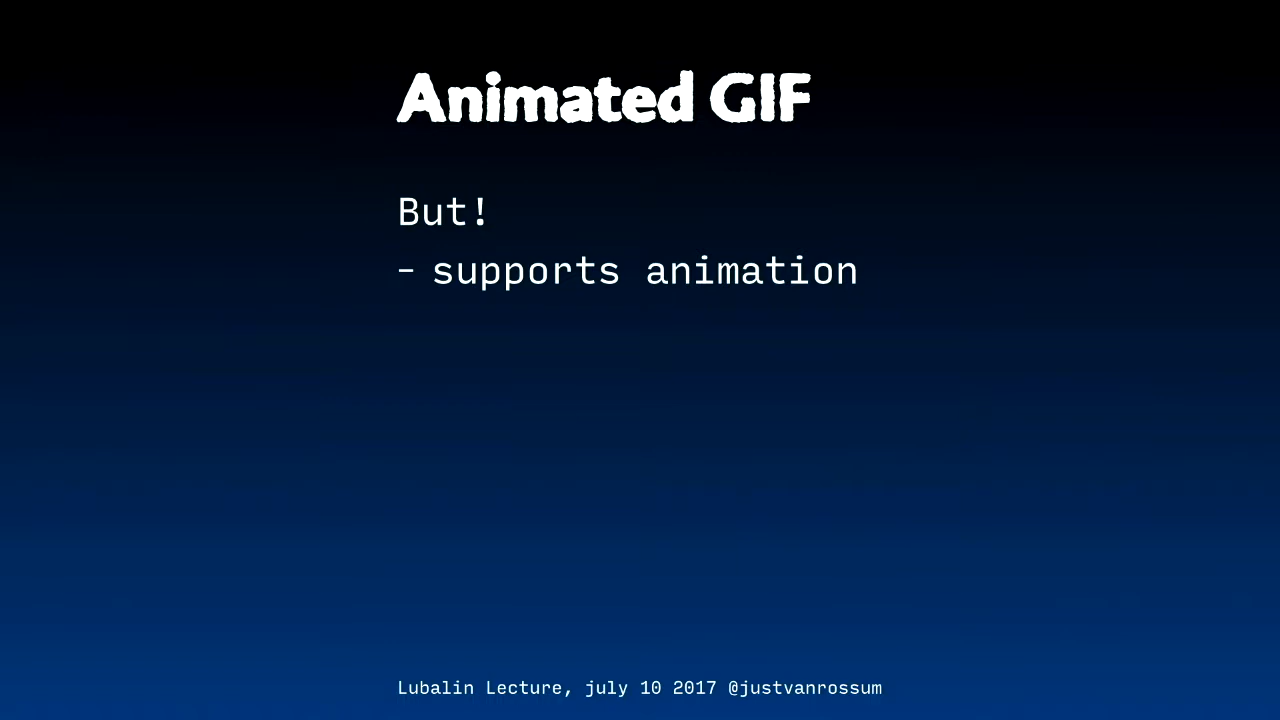 Animated GIF
But!
- supports animation
Lubalin Lecture, july 10 2017 @justvanrossum